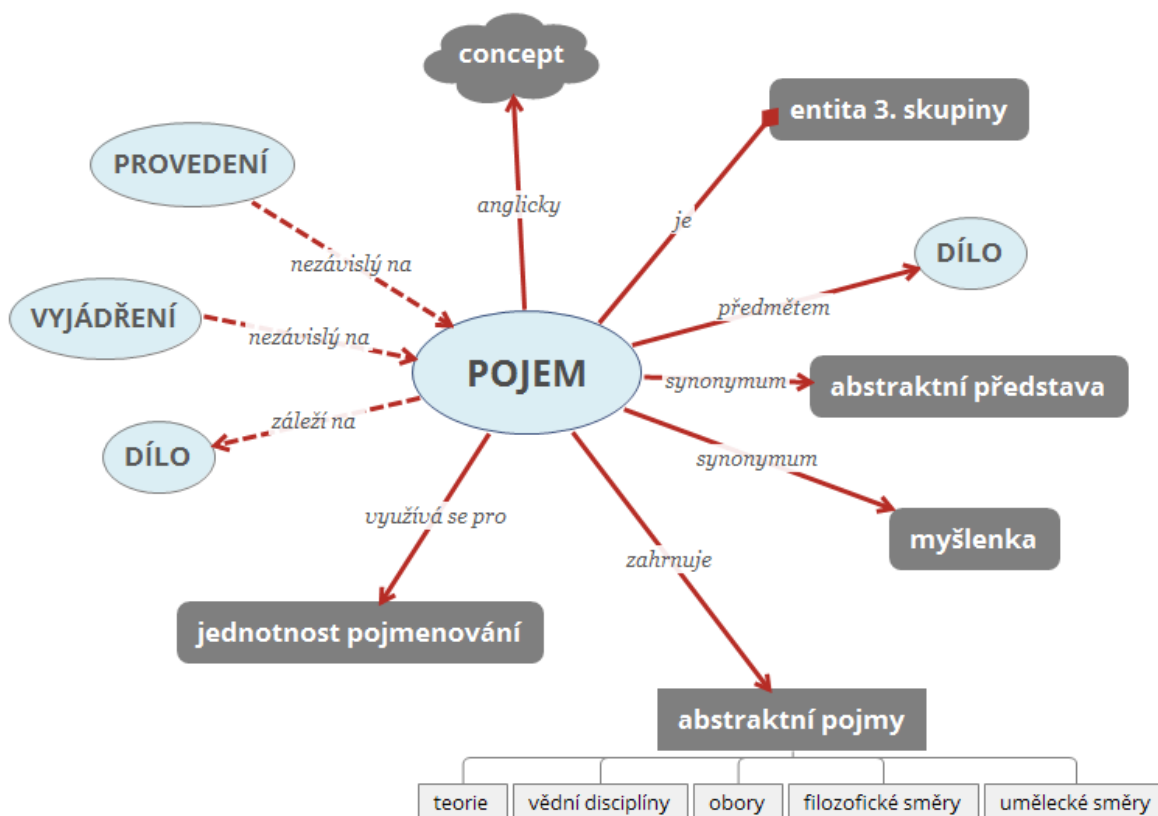 concept
entita 3. skupiny
PROVEDENÍ
anglicky
je
nezávislý na
DÍLO
předmětem
VYJÁDŘENÍ
nezávislý na
POJEM
synonymum
abstraktní představa
záleží na
DÍLO
synonymum
využívá se pro
myšlenka
zahrnuje
jednotnost pojmenování
abstraktní pojmy
teorie
vědní disciplíny
obory
filozofické směry
umělecké směry